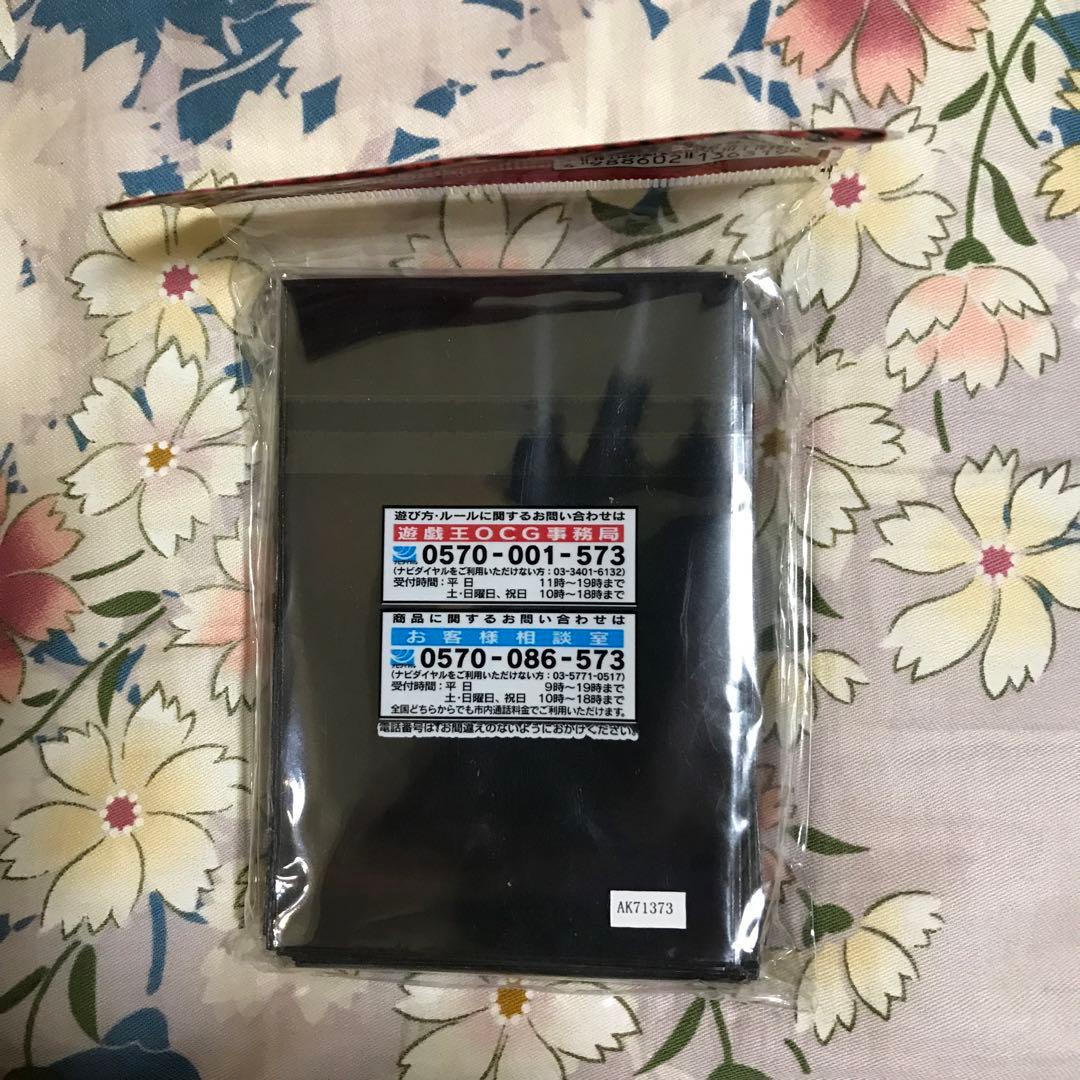 遊び方・ルールに関するお問い合わせは
遊戯王OCG事務局
0570-001-573
(ナビダイヤルをご利用いただけない方：03-3401-6132)
受付時間：平 日 11時～19時まで
土・日曜日、祝日 10時～18時まで
商品に関するお問い合わせは
お客様相談室
0570-086-573
(ナビダイヤルをご利用いただけない方：03-5771-0517)
受付時間：平 日 9時～19時まで
土・日曜日、祝日 10時～18時まで
全国どちらからでも市内通話料金でご利用いただけます。
電話番号は『お間違えのないようにおかけください』
AK71373